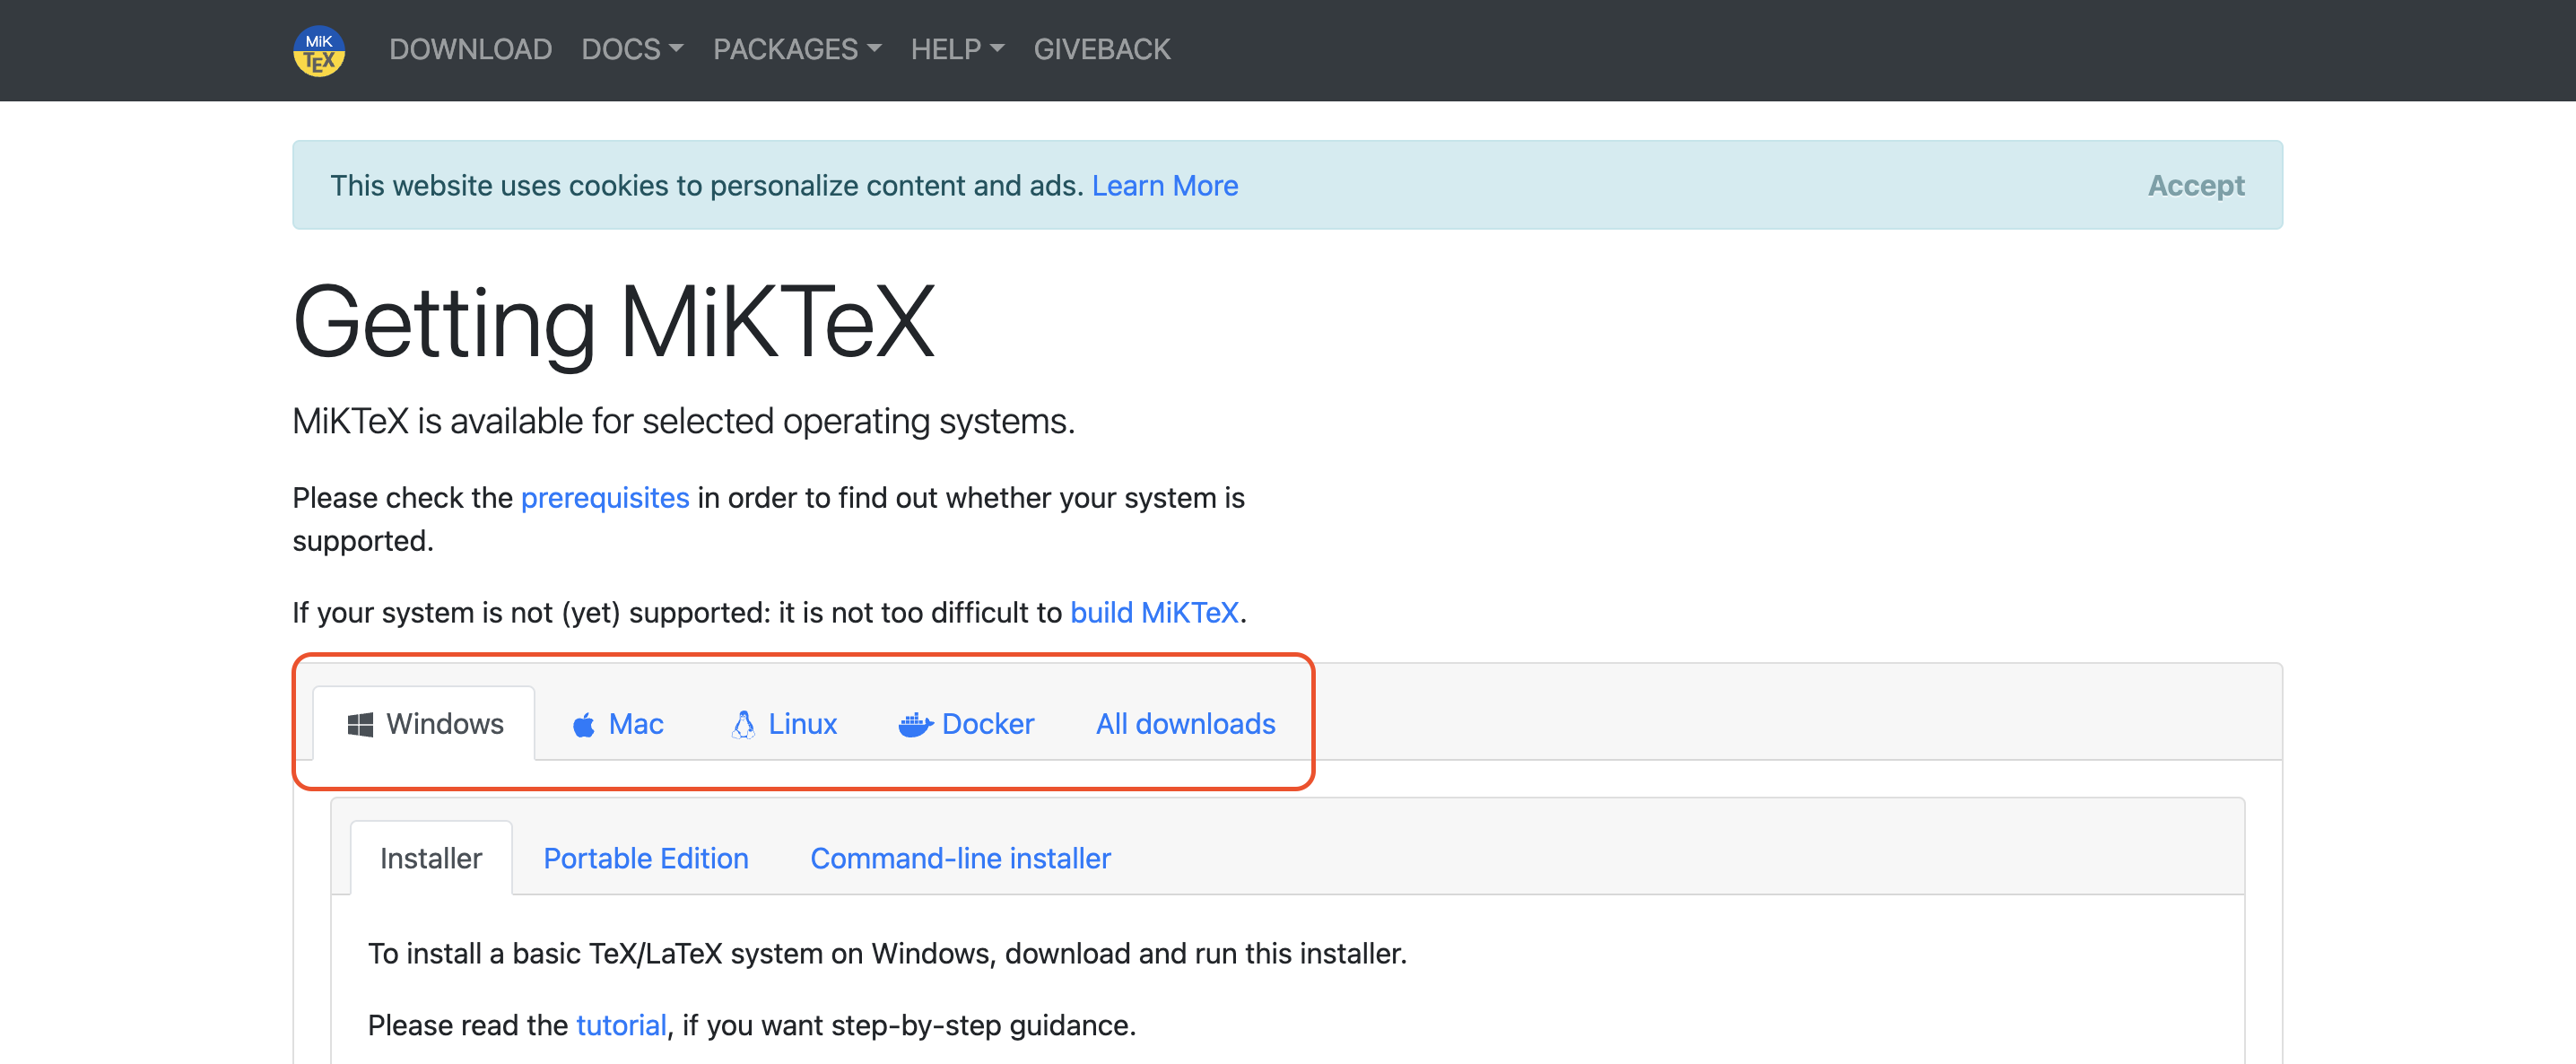 MiK
TEX
DOWNLOAD DOCS PACKAGES HELP GIVEBACK
This website uses cookies to personalize content and ads. Learn More Accept
Getting MiKTeX
MiKTeX is available for selected operating systems.
Please check the prerequisites in order to find out whether your system is
supported.
If your system is not (yet) supported: it is not too difficult to build MiKTeX.
Windows Mac Linux Docker All downloads
Installer Portable Edition Command-line installer
To install a basic TeX/LaTeX system on Windows, download and run this installer.
Please read the tutorial, if you want step-by-step guidance.